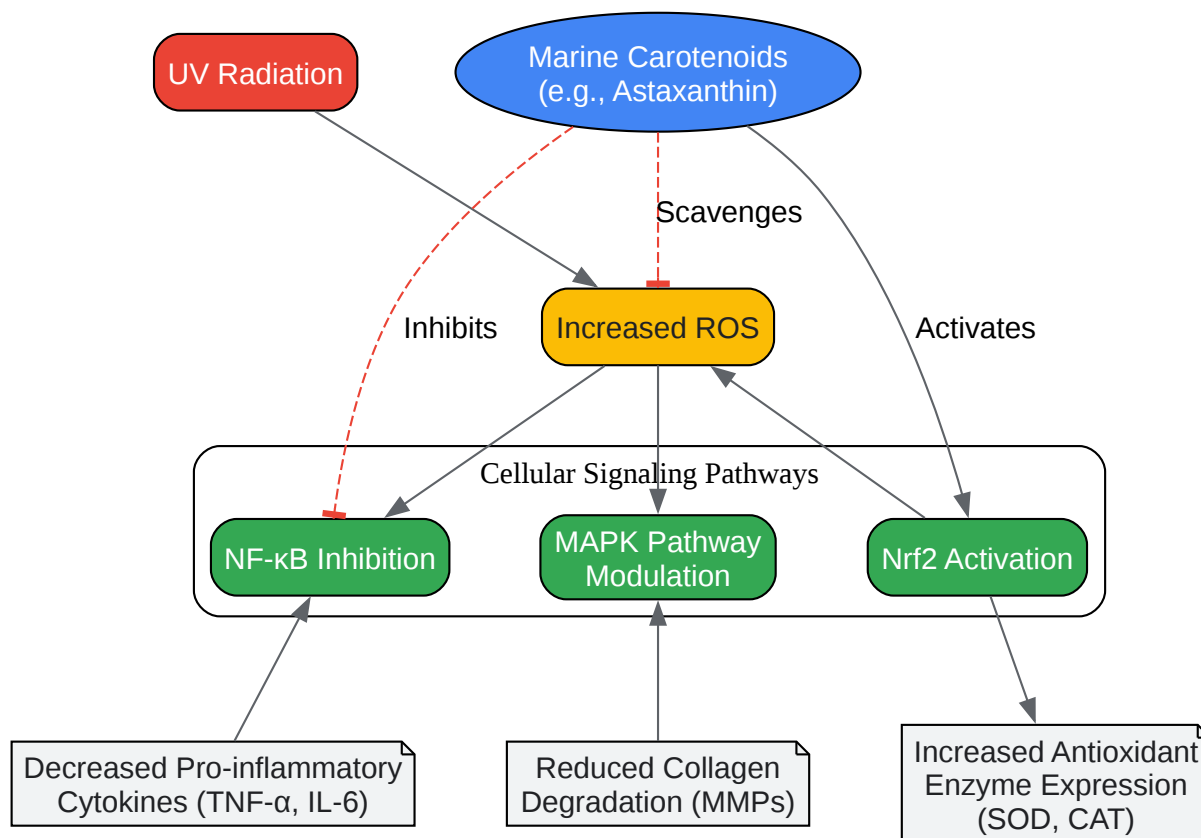 UV Radiation
Marine Carotenoids
(e.g., Astaxanthin)
Scavenges
Inhibits
Increased ROS
Activates
Cellular Signaling Pathways
NF-κB Inhibition
MAPK Pathway
Modulation
Nrf2 Activation
Decreased Pro-inflammatory
Cytokines (TNF-α, IL-6)
Reduced Collagen
Degradation (MMPs)
Increased Antioxidant
Enzyme Expression
(SOD, CAT)